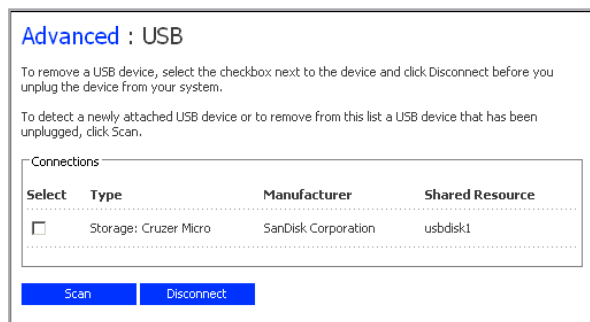 Advanced : USB
To remove a USB device, select the checkbox next to the device and click Disconnect before you
unplug the device from your system.
To detect a newly attached USB device or to remove from this list a USB device that has been
unplugged, click Scan.
Connections
Select Type Manufacturer Shared Resource
Storage: Cruzer Micro SanDisk Corporation usbdisk1
Scan Disconnect